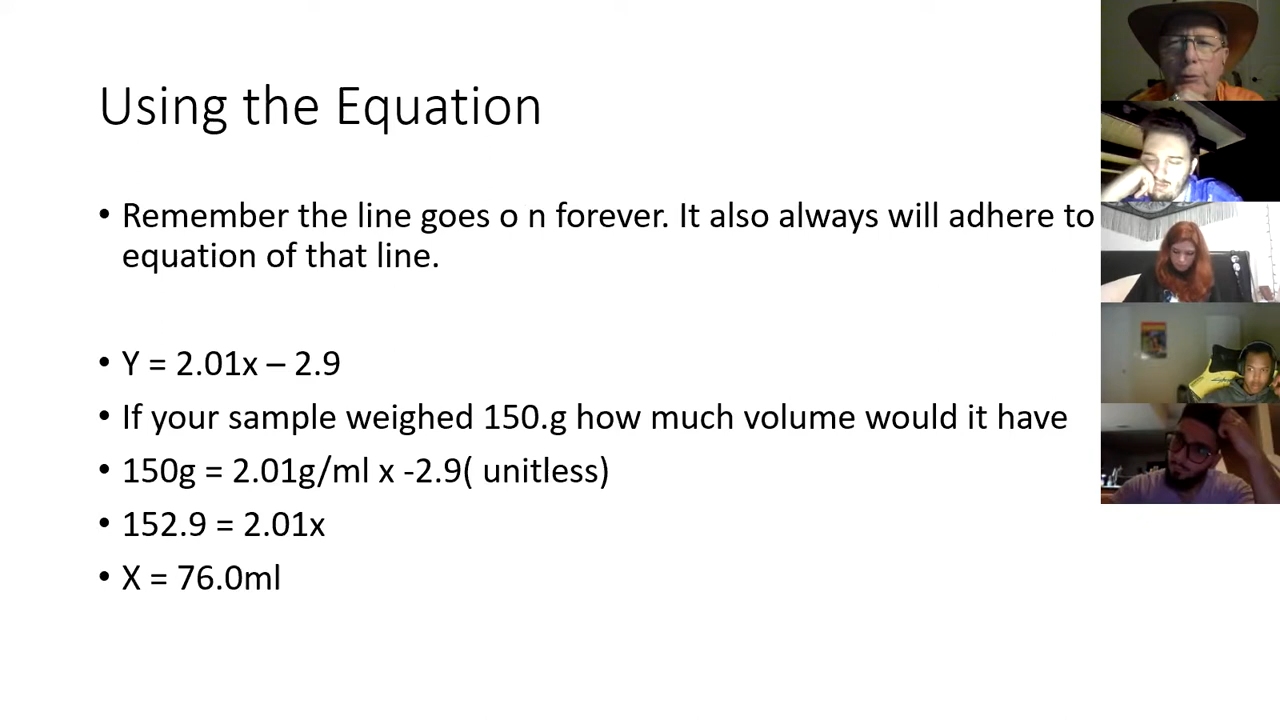 Using the Equation
• Remember the line goes o n forever. It also always will adhere to
equation of that line.
• Y = 2.01x – 2.9
• If your sample weighed 150.g how much volume would it have
• 150g = 2.01g/ml x -2.9( unitless)
• 152.9 = 2.01x
• X = 76.0ml